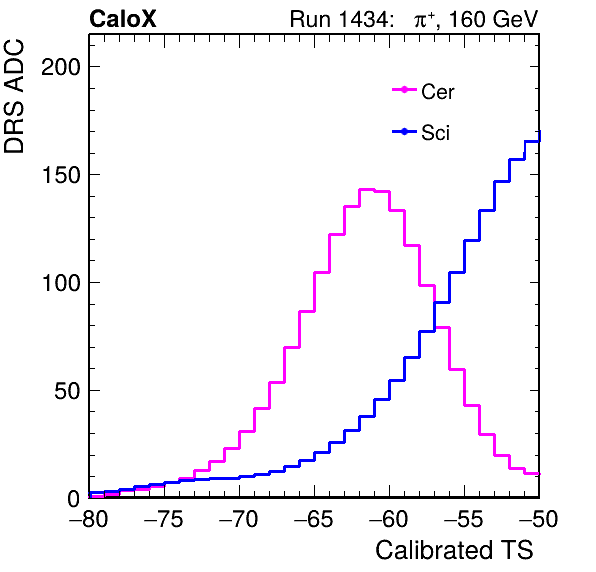 CaloX Run 1434: π⁺, 160 GeV
DRS ADC
200
150
100
50
0
Cer
Sci
−80 −75 −70 −65 −60 −55 −50
Calibrated TS